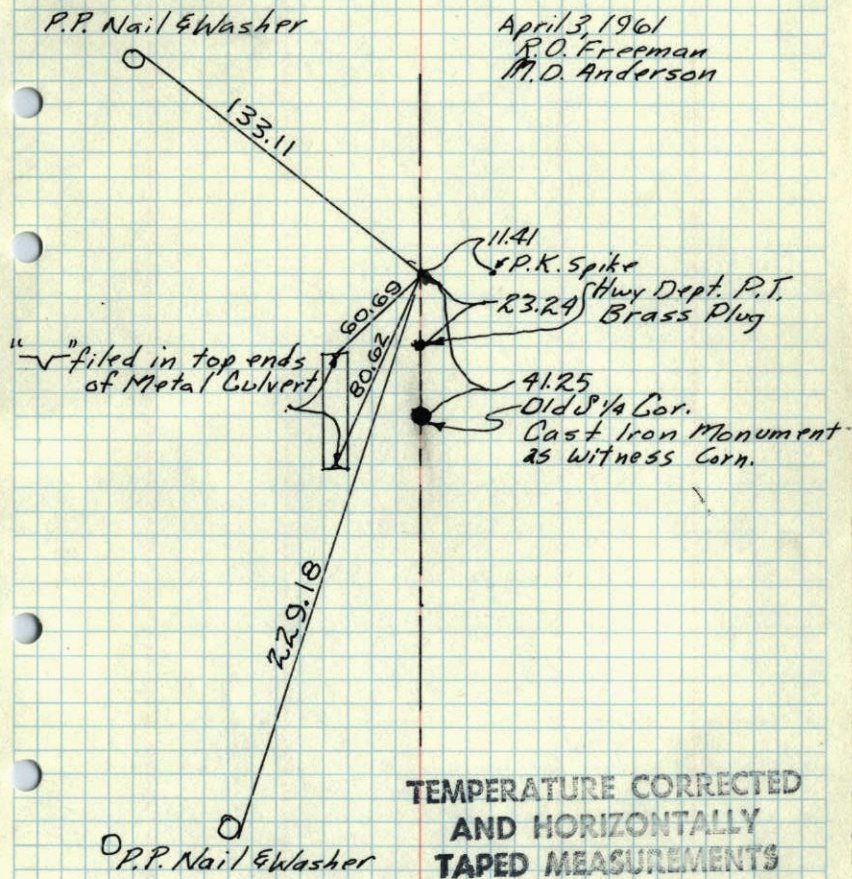 P.P. Nail & Washer
April 3, 1961
R.O. Freeman
M.D. Anderson
133.11
11.41
P.K. Spike
Hwy Dept. P.T.
Brass Plug
23.24
60.69
80.62
"V" filed in top ends
of Metal Culvert
41.25
Old S 1/4 Cor.
Cast Iron Monument
as Witness Corn.
229.18
P.P. Nail & Washer
TEMPERATURE CORRECTED
AND HORIZONTALLY
TAPED MEASUREMENTS